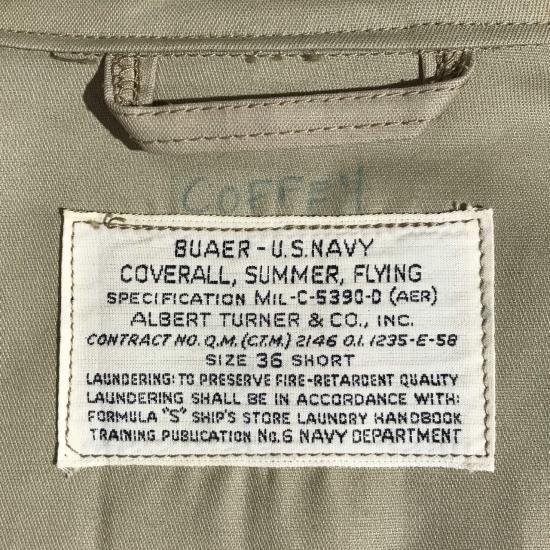 COFFEY
BUAER - U.S. NAVY
COVERALL, SUMMER, FLYING
SPECIFICATION MIL-C-5390-D (AER)
ALBERT TURNER & CO., INC.
CONTRACT NO. Q.M. (C.T.M.) 2146 O.I. 1235-E-58
SIZE 36 SHORT
LAUNDERING: TO PRESERVE FIRE-RETARDENT QUALITY
LAUNDERING SHALL BE IN ACCORDANCE WITH:
FORMULA "S" SHIP'S STORE LAUNDRY HANDBOOK
TRAINING PUBLICATION No. 6 NAVY DEPARTMENT